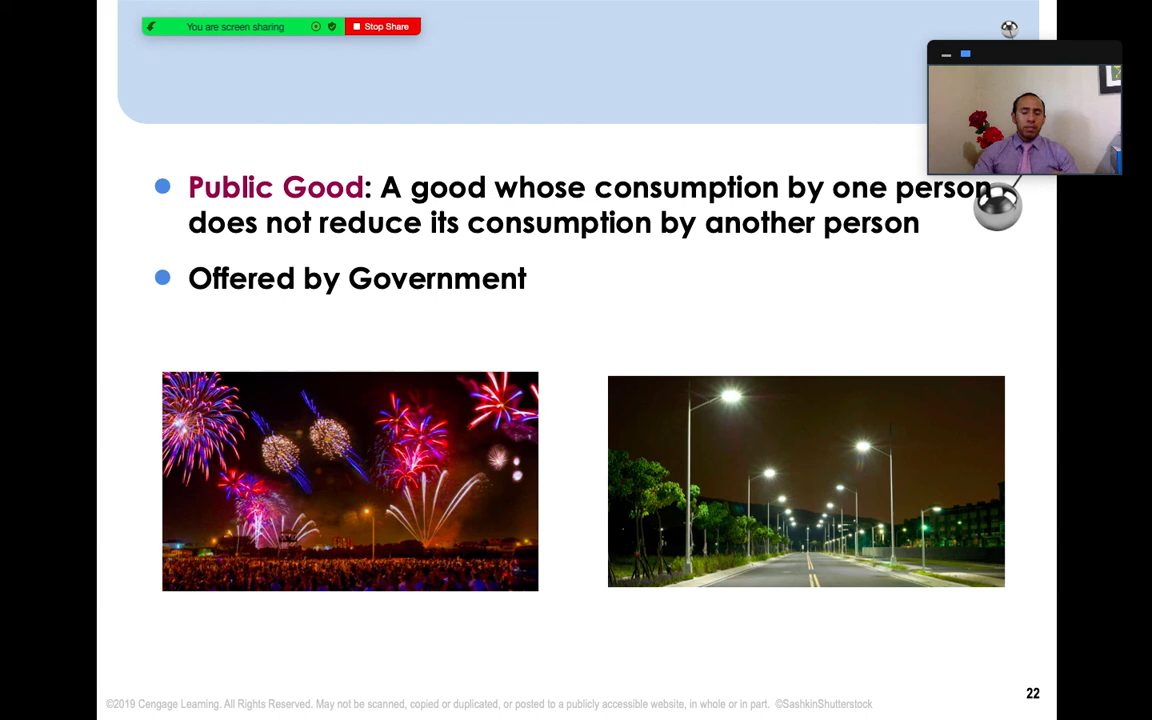 You are screen sharing
Stop Share
Public Good: A good whose consumption by one person
does not reduce its consumption by another person
Offered by Government
22
©2019 Cengage Learning. All Rights Reserved. May not be scanned, copied or duplicated, or posted to a publicly accessible website, in whole or in part. ©SashkinShutterstock